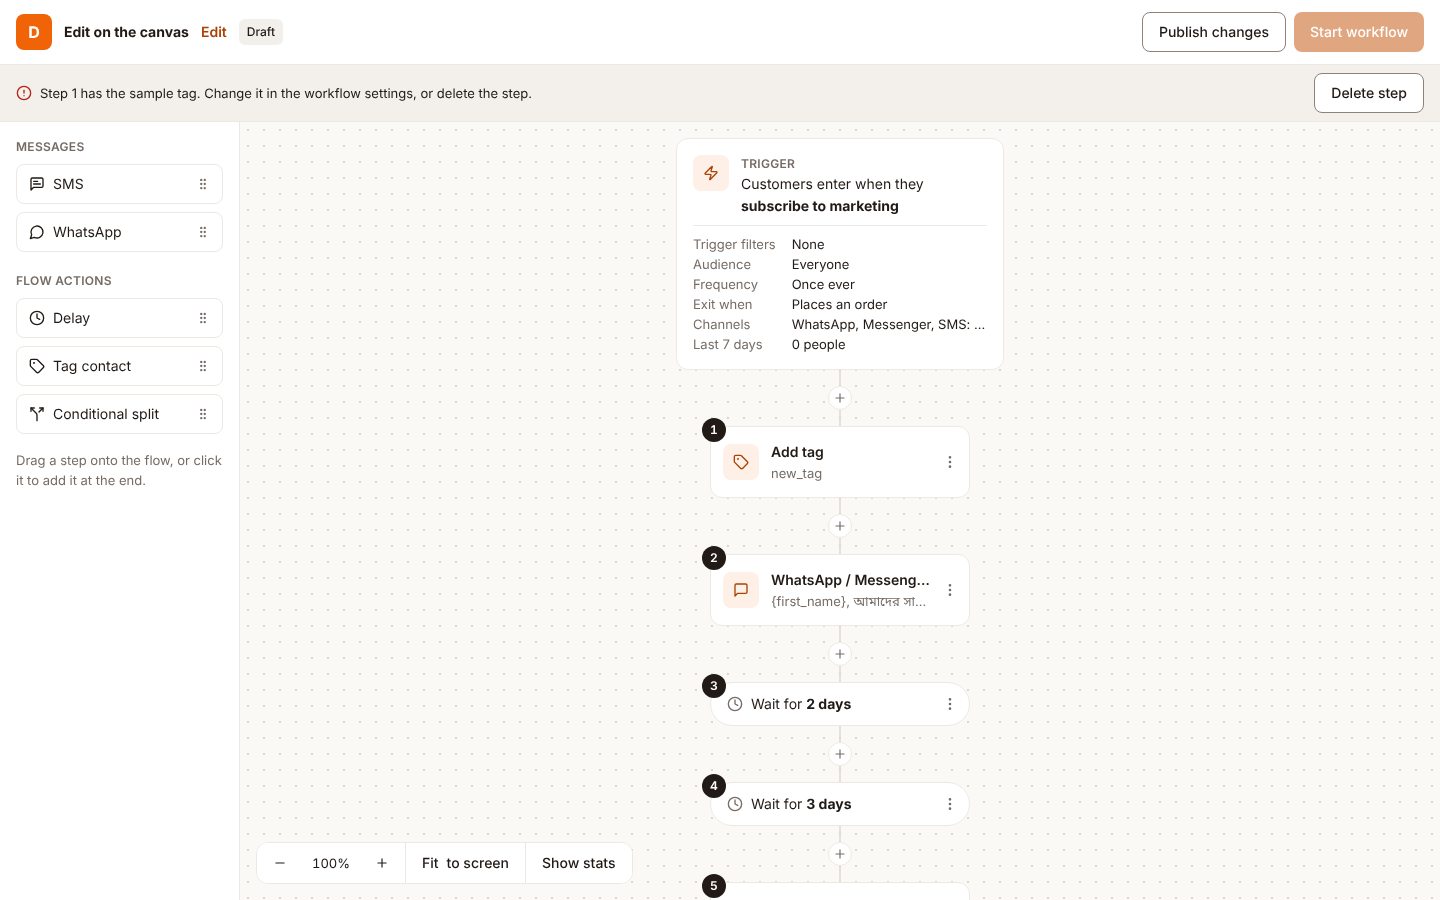 D
Edit on the canvas Edit Draft
Publish changes
Start workflow
Step 1 has the sample tag. Change it in the workflow settings, or delete the step.
Delete step
MESSAGES
SMS
WhatsApp
FLOW ACTIONS
Delay
Tag contact
Conditional split
Drag a step onto the flow, or click
it to add it at the end.
TRIGGER
Customers enter when they
subscribe to marketing
Trigger filters None
Audience Everyone
Frequency Once ever
Exit when Places an order
Channels WhatsApp, Messenger, SMS: ...
Last 7 days 0 people
1
Add tag
new_tag
2
WhatsApp / Messeng...
{first_name}, আমাদের সা...
3
Wait for 2 days
4
Wait for 3 days
5
100%
Fit to screen
Show stats